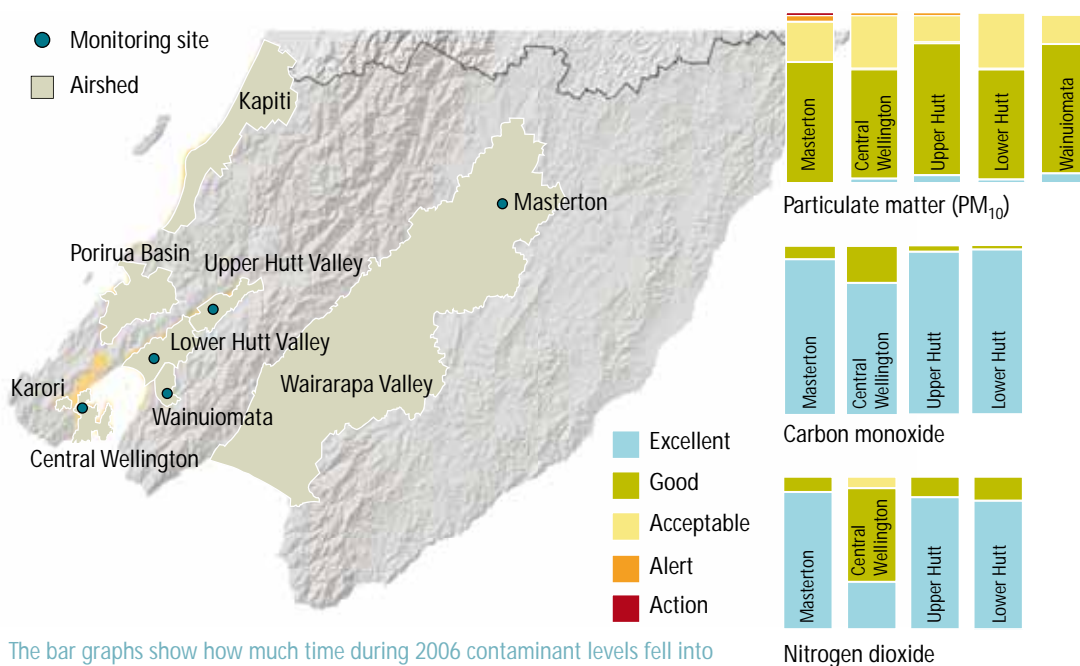 Monitoring site
Airshed
Kapiti
Masterton
Porirua Basin
Upper Hutt Valley
Lower Hutt Valley
Wairarapa Valley
Karori
Wainuiomata
Central Wellington
Excellent
Good
Acceptable
Alert
Action
Masterton
Central
Wellington
Upper Hutt
Lower Hutt
Wainuiomata
Particulate matter (PM10)
Masterton
Central
Wellington
Upper Hutt
Lower Hutt
Carbon monoxide
Masterton
Central
Wellington
Upper Hutt
Lower Hutt
Nitrogen dioxide
The bar graphs show how much time during 2006 contaminant levels fell into